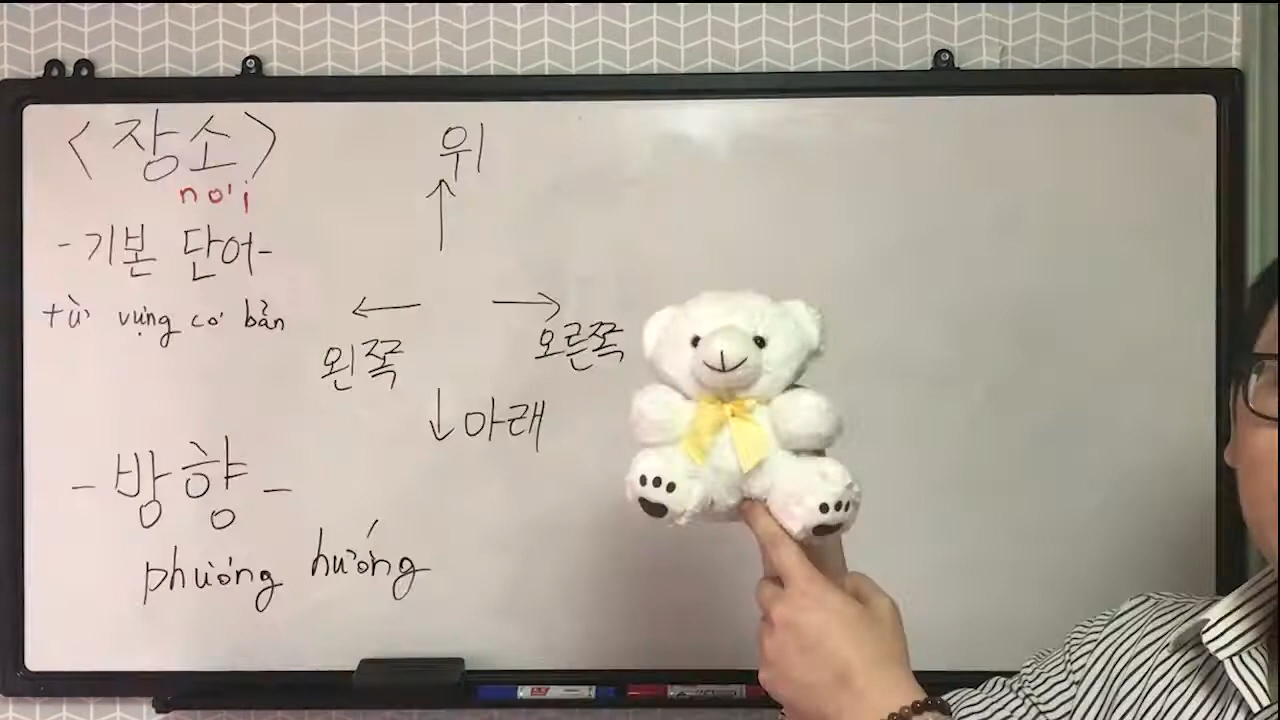 <장소>
nơi
-기본 단어-
từ vựng cơ bản
-방향-
phương hướng
위
↑
← →
왼쪽 오른쪽
↓ 아래